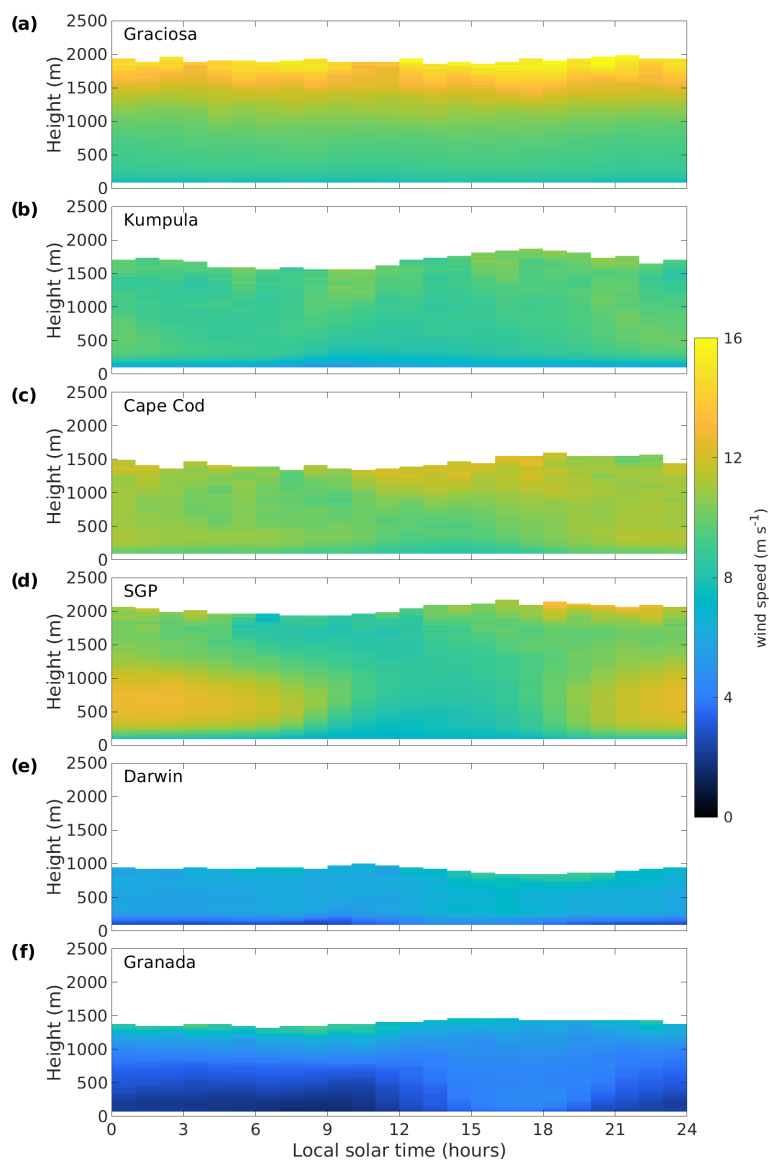 (a)
Graciosa
Height (m)
2500
2000
1500
1000
500
0
(b)
Kumpula
Height (m)
2500
2000
1500
1000
500
0
(c)
Cape Cod
Height (m)
2500
2000
1500
1000
500
0
(d)
SGP
Height (m)
2500
2000
1500
1000
500
0
(e)
Darwin
Height (m)
2500
2000
1500
1000
500
0
(f)
Granada
Height (m)
2500
2000
1500
1000
500
0
0 3 6 9 12 15 18 21 24
Local solar time (hours)
16
12
8
4
0
wind speed (m s⁻¹)